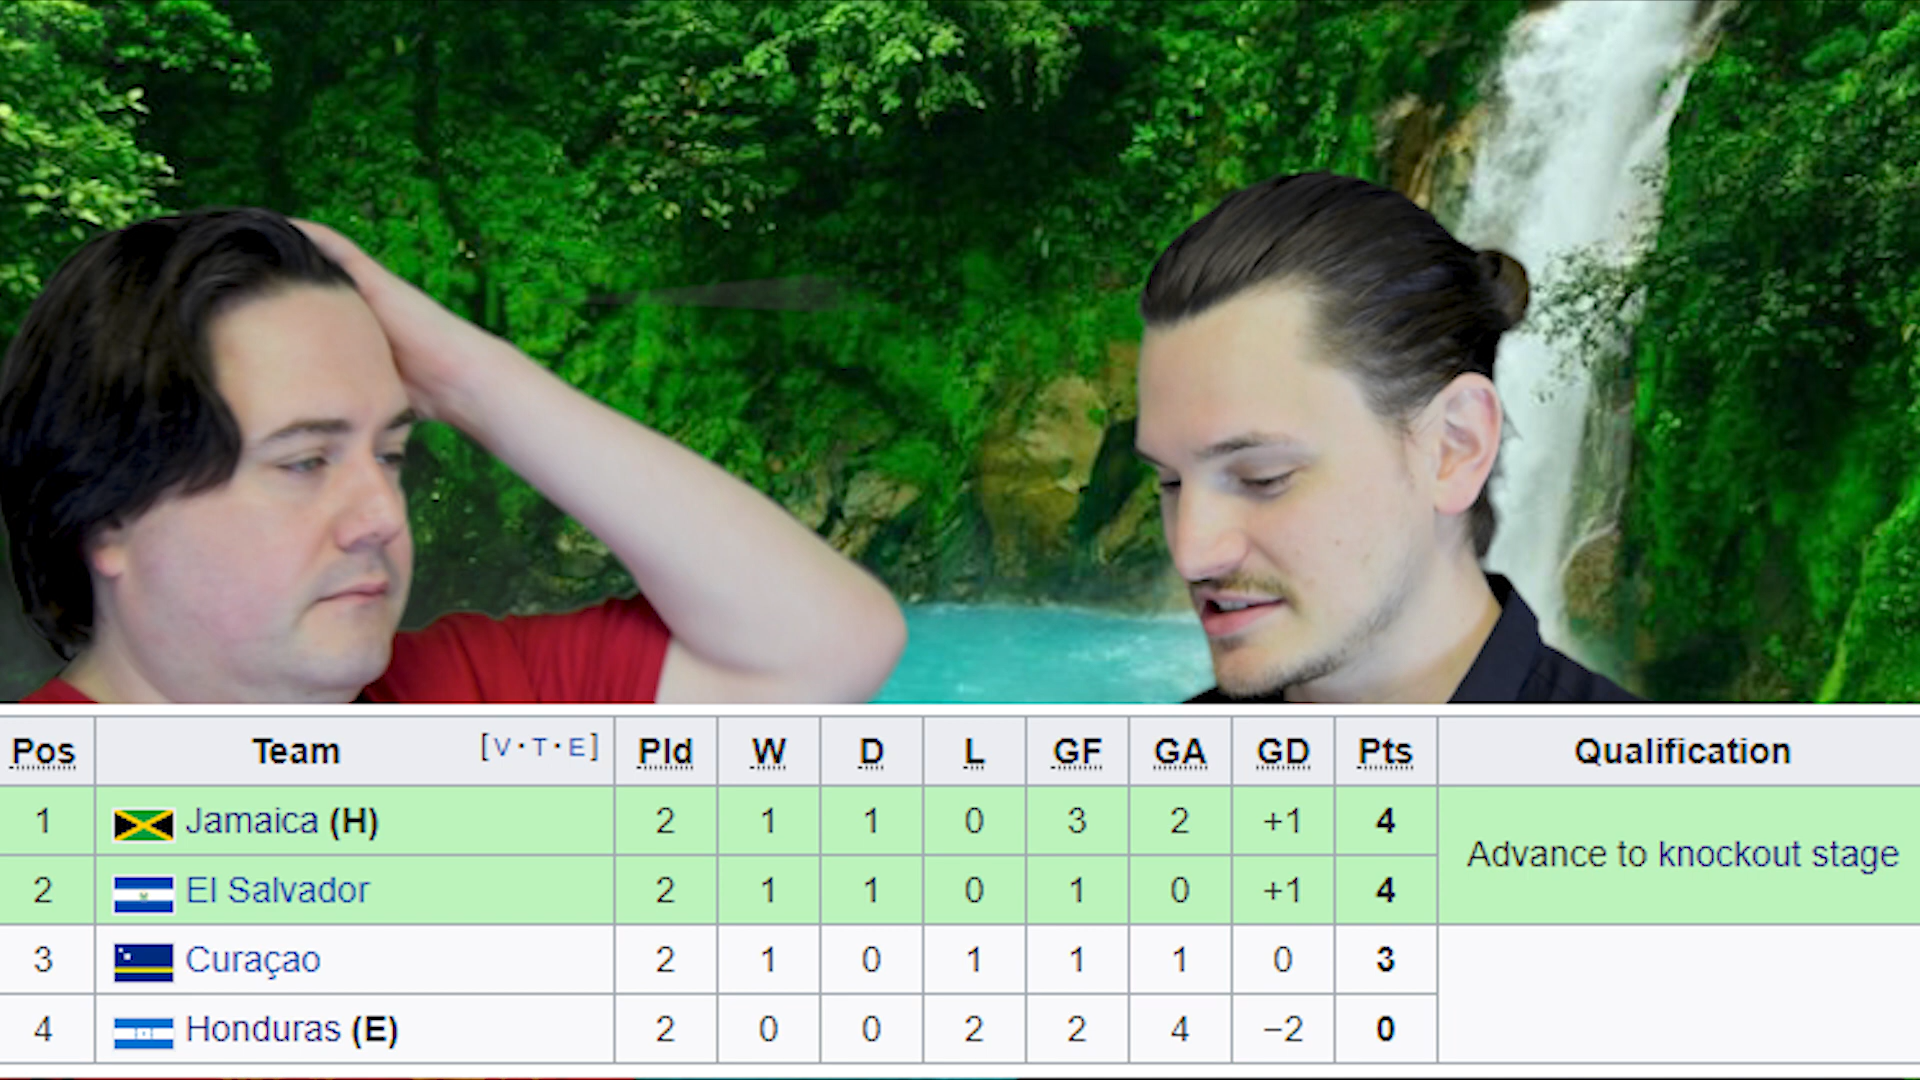 Pos Team [V·T·E] Pld W D L GF GA GD Pts Qualification
1 Jamaica (H) 2 1 1 0 3 2 +1 4 Advance to knockout stage
2 El Salvador 2 1 1 0 1 0 +1 4
3 Curaçao 2 1 0 1 1 1 0 3
4 Honduras (E) 2 0 0 2 2 4 −2 0